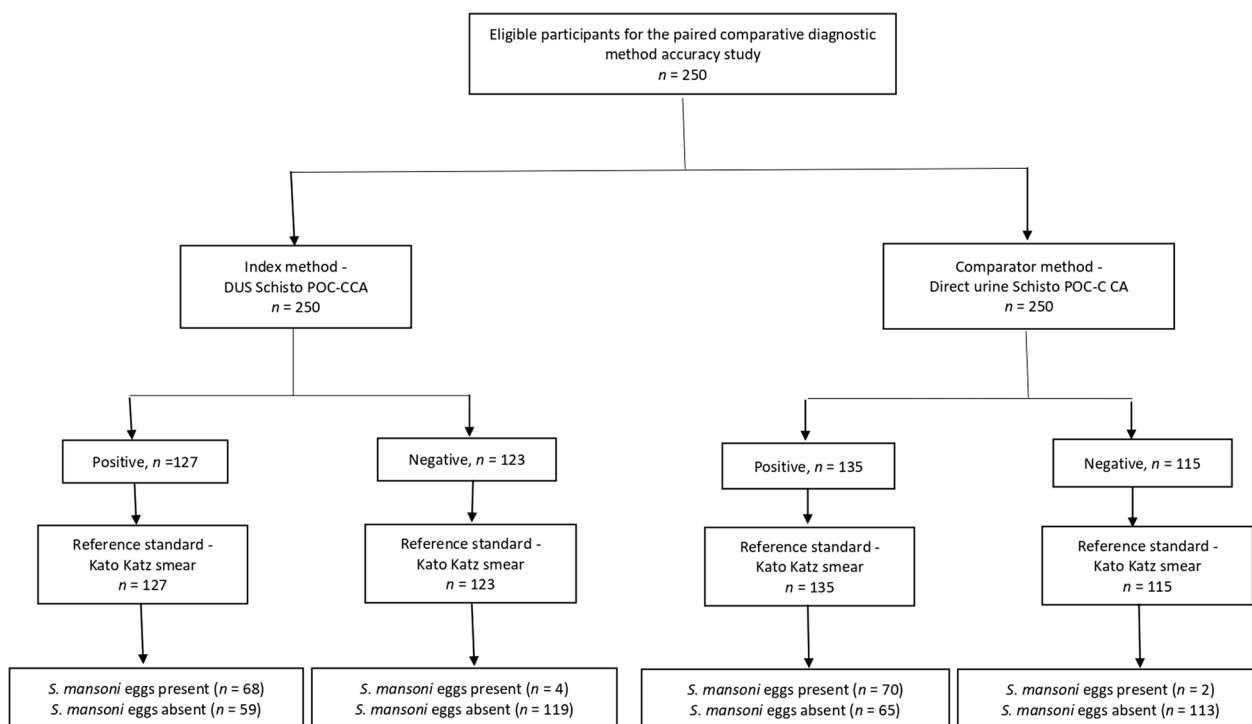 Eligible participants for the paired comparative diagnostic
method accuracy study
n = 250
Index method -
DUS Schisto POC-CCA
n = 250
Comparator method -
Direct urine Schisto POC-C CA
n = 250
Positive, n =127
Negative, n = 123
Positive, n = 135
Negative, n = 115
Reference standard -
Kato Katz smear
n = 127
Reference standard -
Kato Katz smear
n = 123
Reference standard -
Kato Katz smear
n = 135
Reference standard -
Kato Katz smear
n = 115
S. mansoni eggs present (n = 68)
S. mansoni eggs absent (n = 59)
S. mansoni eggs present (n = 4)
S. mansoni eggs absent (n = 119)
S. mansoni eggs present (n = 70)
S. mansoni eggs absent (n = 65)
S. mansoni eggs present (n = 2)
S. mansoni eggs absent (n = 113)